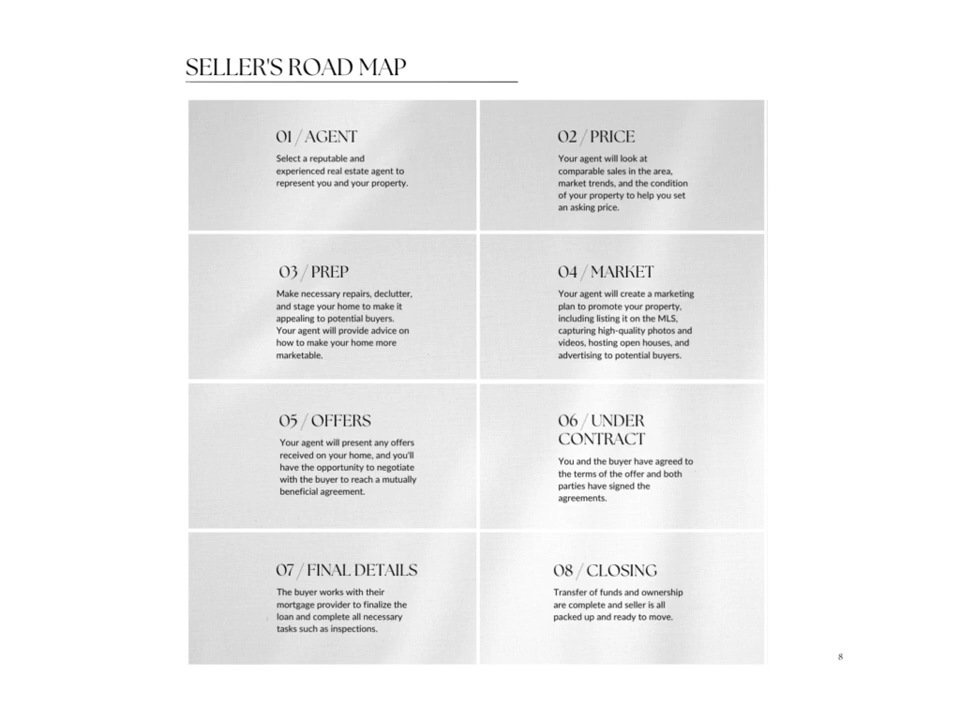 SELLER'S ROAD MAP
01 / AGENT
Select a reputable and
experienced real estate agent to
represent you and your property.
02 / PRICE
Your agent will look at
comparable sales in the area,
market trends, and the condition
of your property to help you set
an asking price.
03 / PREP
Make necessary repairs, declutter,
and stage your home to make it
appealing to potential buyers.
Your agent will provide advice on
how to make your home more
marketable.
04 / MARKET
Your agent will create a marketing
plan to promote your property,
including listing it on the MLS,
capturing high-quality photos and
videos, hosting open houses, and
advertising to potential buyers.
05 / OFFERS
Your agent will present any offers
received on your home, and you'll
have the opportunity to negotiate
with the buyer to reach a mutually
beneficial agreement.
06 / UNDER
CONTRACT
You and the buyer have agreed to
the terms of the offer and both
parties have signed the
agreements.
07 / FINAL DETAILS
The buyer works with their
mortgage provider to finalize the
loan and complete all necessary
tasks such as inspections.
08 / CLOSING
Transfer of funds and ownership
are complete and seller is all
packed up and ready to move.
8